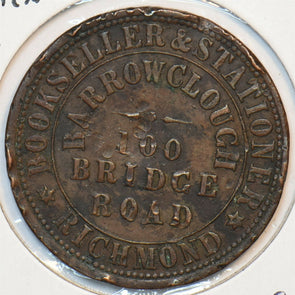 BOOKSELLER & STATIONER
BARROWCLOUGH
100
BRIDGE
ROAD
RICHMOND